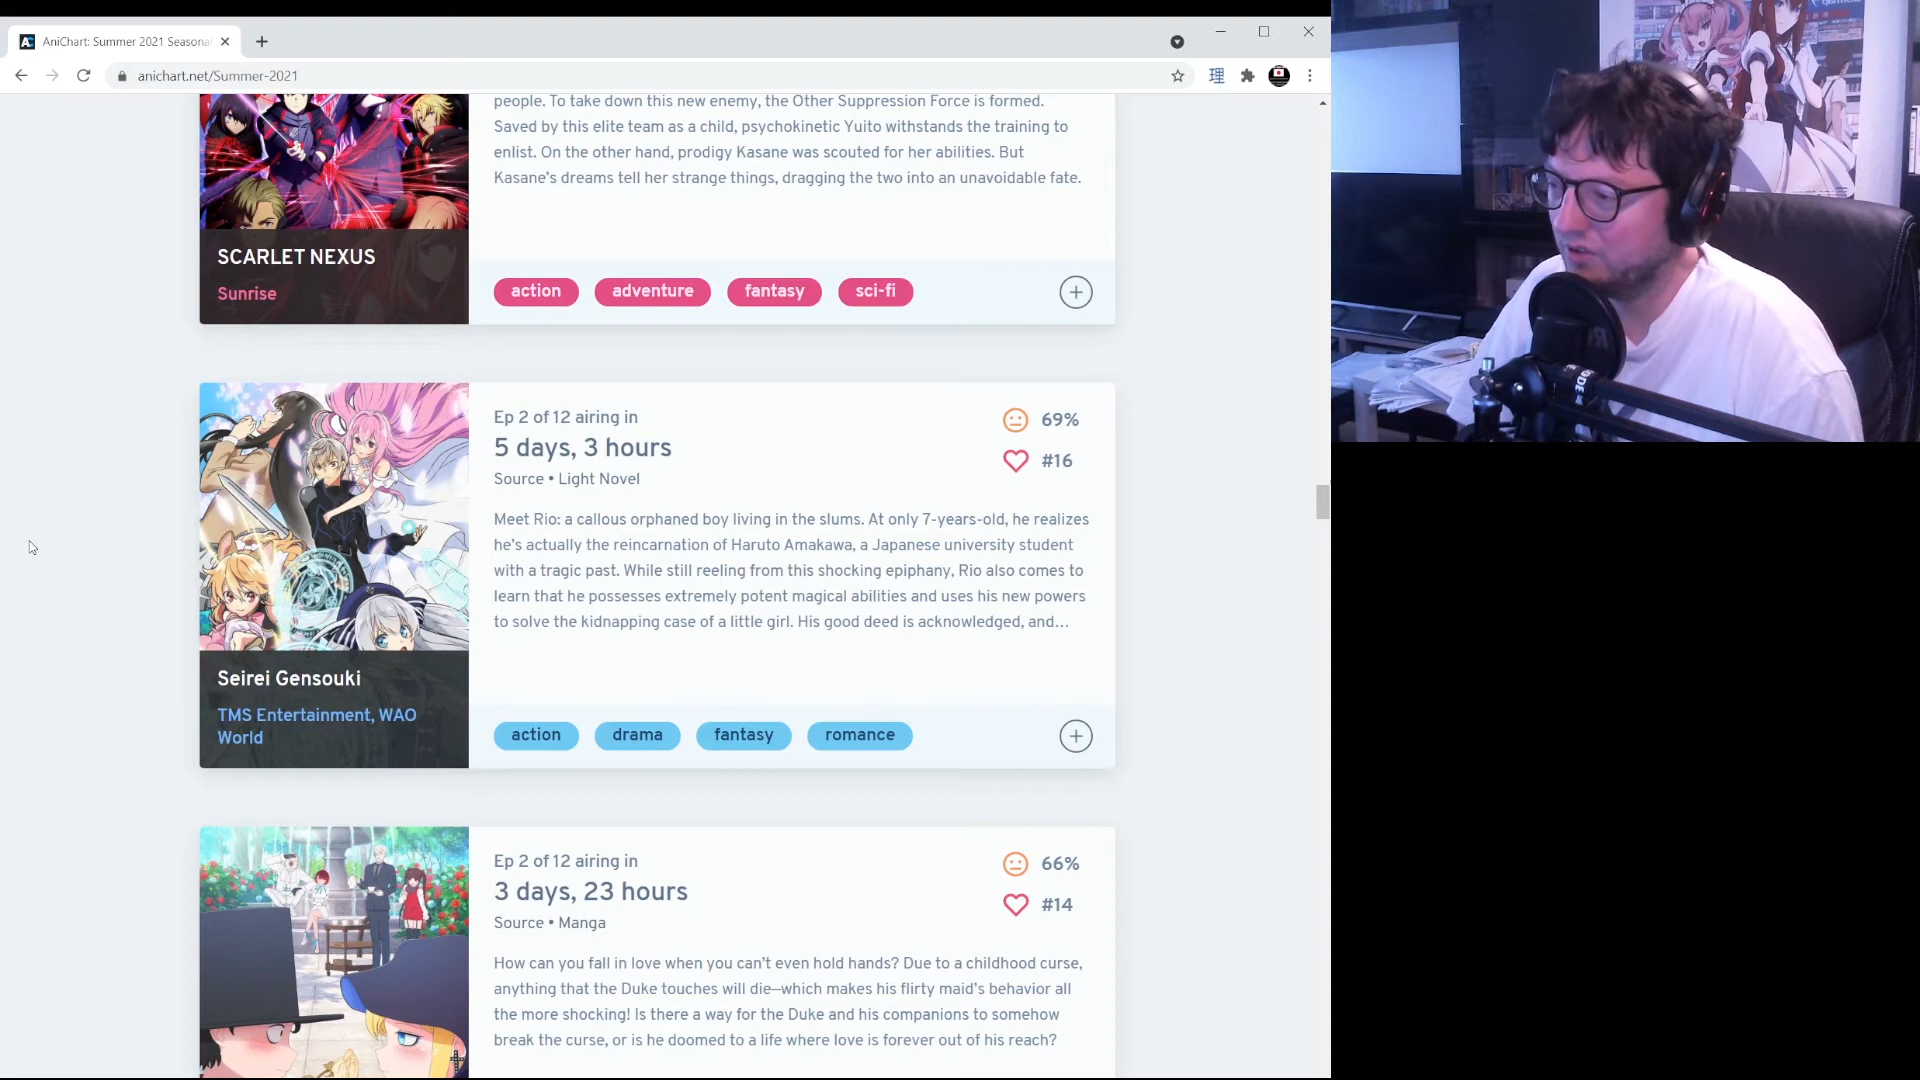 AniChart: Summer 2021 Seasonal
anichart.net/Summer-2021
people. To take down this new enemy, the Other Suppression Force is formed.
Saved by this elite team as a child, psychokinetic Yuito withstands the training to
enlist. On the other hand, prodigy Kasane was scouted for her abilities. But
Kasane's dreams tell her strange things, dragging the two into an unavoidable fate.
SCARLET NEXUS
Sunrise
action adventure fantasy sci-fi
Ep 2 of 12 airing in
69%
5 days, 3 hours
#16
Source • Light Novel
Meet Rio: a callous orphaned boy living in the slums. At only 7-years-old, he realizes
he's actually the reincarnation of Haruto Amakawa, a Japanese university student
with a tragic past. While still reeling from this shocking epiphany, Rio also comes to
learn that he possesses extremely potent magical abilities and uses his new powers
to solve the kidnapping case of a little girl. His good deed is acknowledged, and…
Seirei Gensouki
TMS Entertainment, WAO
World
action drama fantasy romance
Ep 2 of 12 airing in
66%
3 days, 23 hours
#14
Source • Manga
How can you fall in love when you can't even hold hands? Due to a childhood curse,
anything that the Duke touches will die—which makes his flirty maid's behavior all
the more shocking! Is there a way for the Duke and his companions to somehow
break the curse, or is he doomed to a life where love is forever out of his reach?